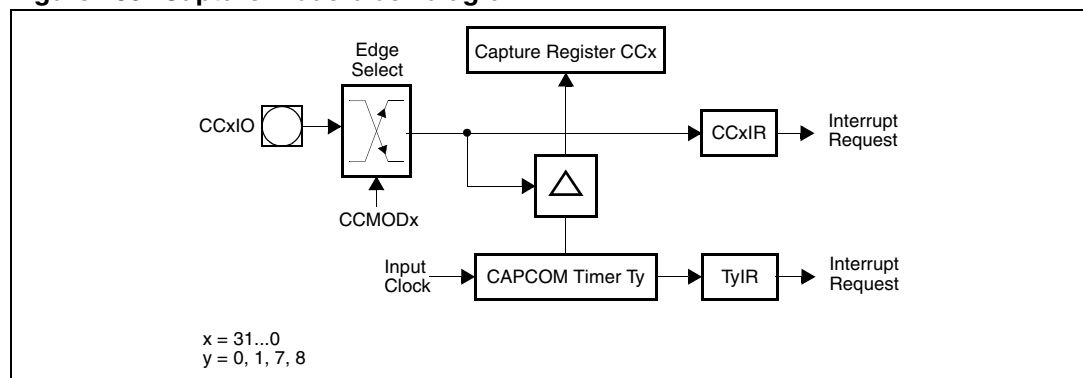 Edge
Select
Capture Register CCx
CCxIO
CCxIR
Interrupt
Request
CCMODx
Input
Clock
CAPCOM Timer Ty
TyIR
Interrupt
Request
x = 31...0
y = 0, 1, 7, 8